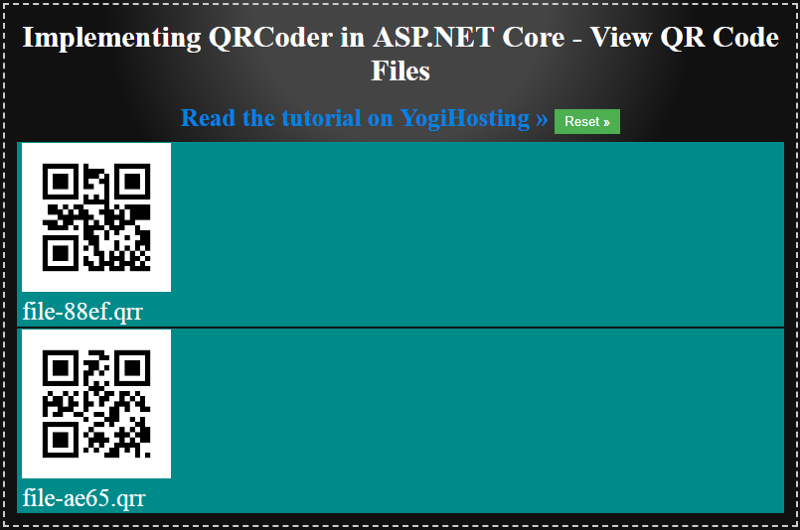 Implementing QRCoder in ASP.NET Core - View QR Code
Files
Read the tutorial on YogiHosting » Reset »
file-88ef.qrr
file-ae65.qrr